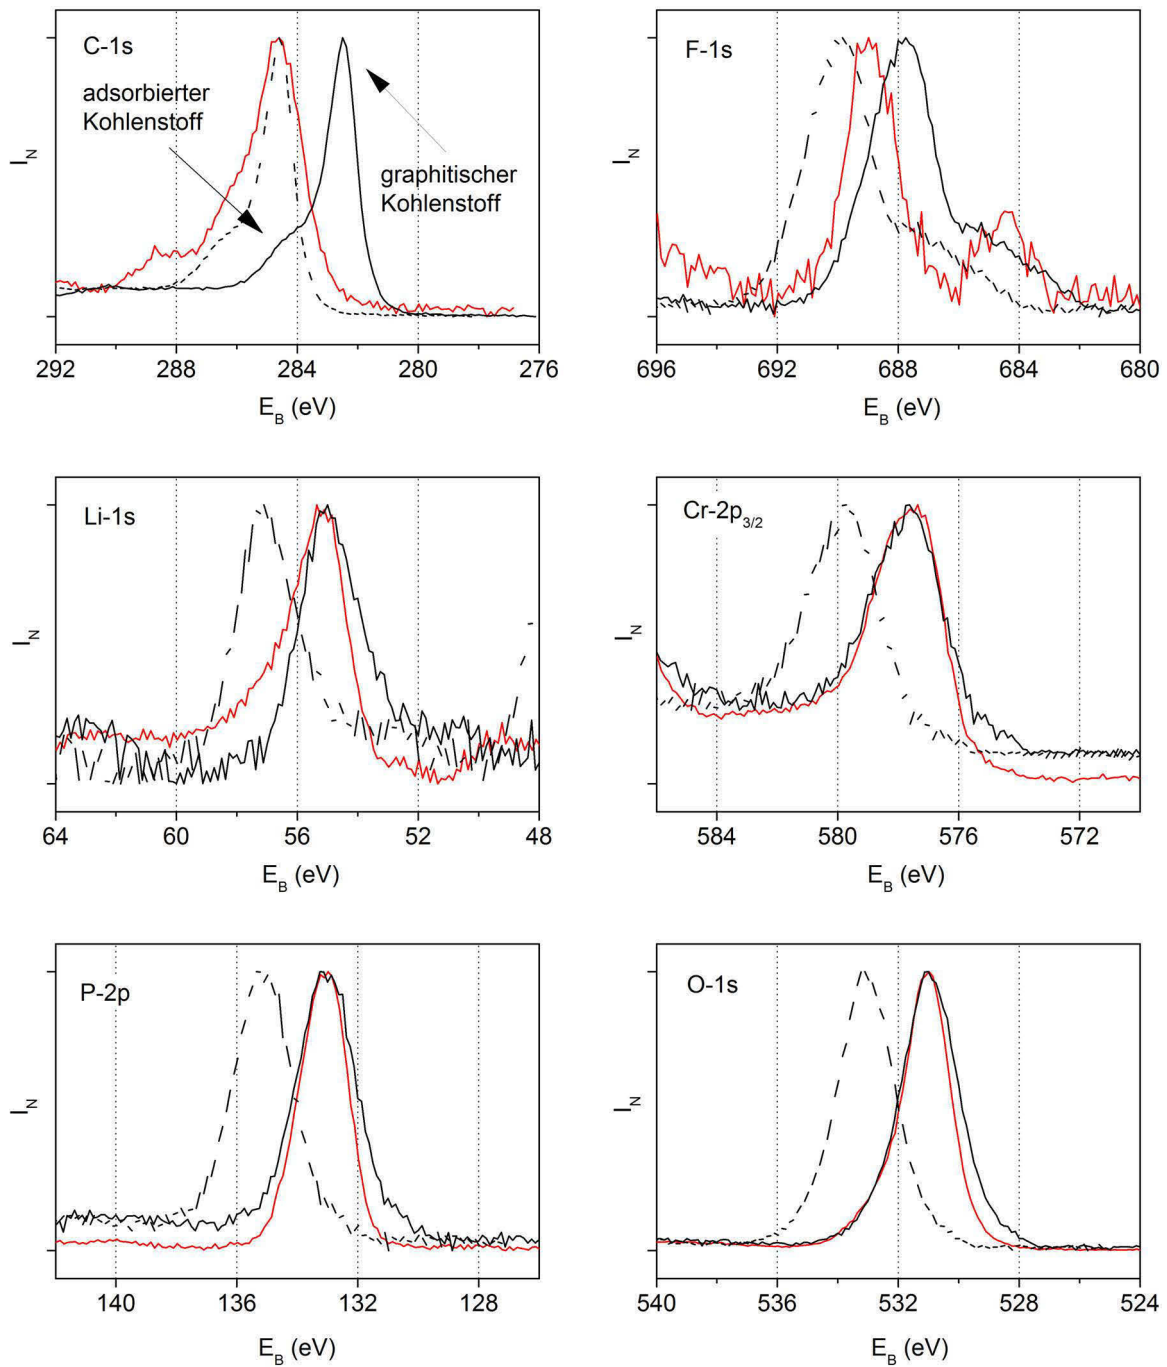 C-1s
adsorbierter
Kohlenstoff
graphitischer
Kohlenstoff
I_N
292 288 284 280 276
E_B (eV)
F-1s
I_N
696 692 688 684 680
E_B (eV)
Li-1s
I_N
64 60 56 52 48
E_B (eV)
Cr-2p_3/2
I_N
584 580 576 572
E_B (eV)
P-2p
I_N
140 136 132 128
E_B (eV)
O-1s
I_N
540 536 532 528 524
E_B (eV)